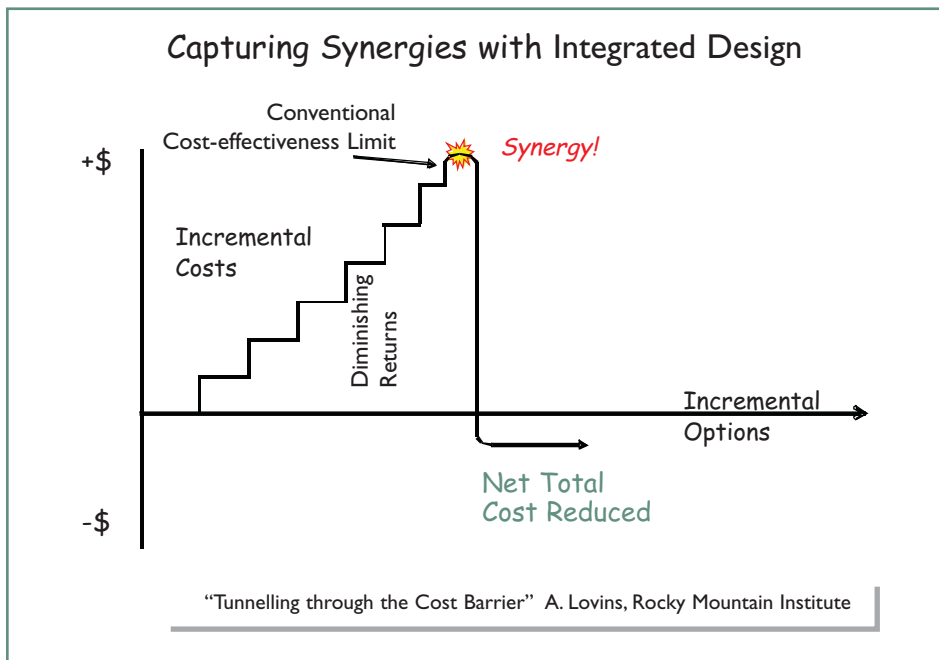 Capturing Synergies with Integrated Design
Conventional
Cost-effectiveness Limit
+$
Synergy!
Incremental
Costs
Diminishing
Returns
Incremental
Options
Net Total
Cost Reduced
-$
“Tunnelling through the Cost Barier” A. Lovins, Rocky Mountain Institute